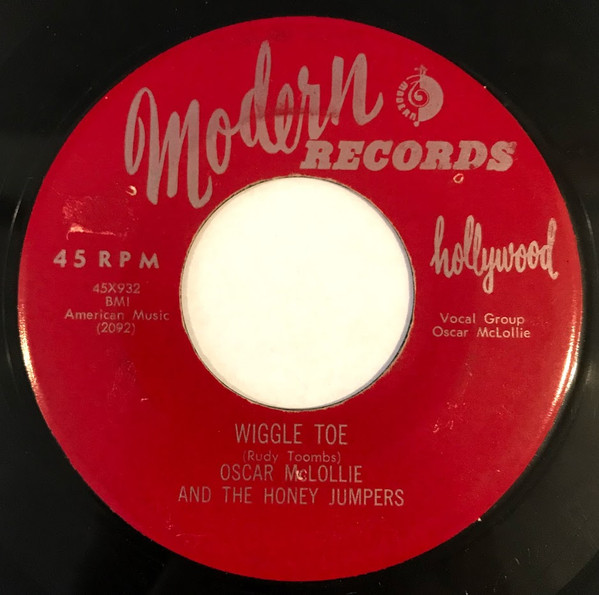 Modern
MODERN
RECORDS
hollywood
45 RPM
45X932
BMI
American Music
(2092)
Vocal Group
Oscar McLollie
WIGGLE TOE
(Rudy Toombs)
OSCAR McLOLLIE
AND THE HONEY JUMPERS